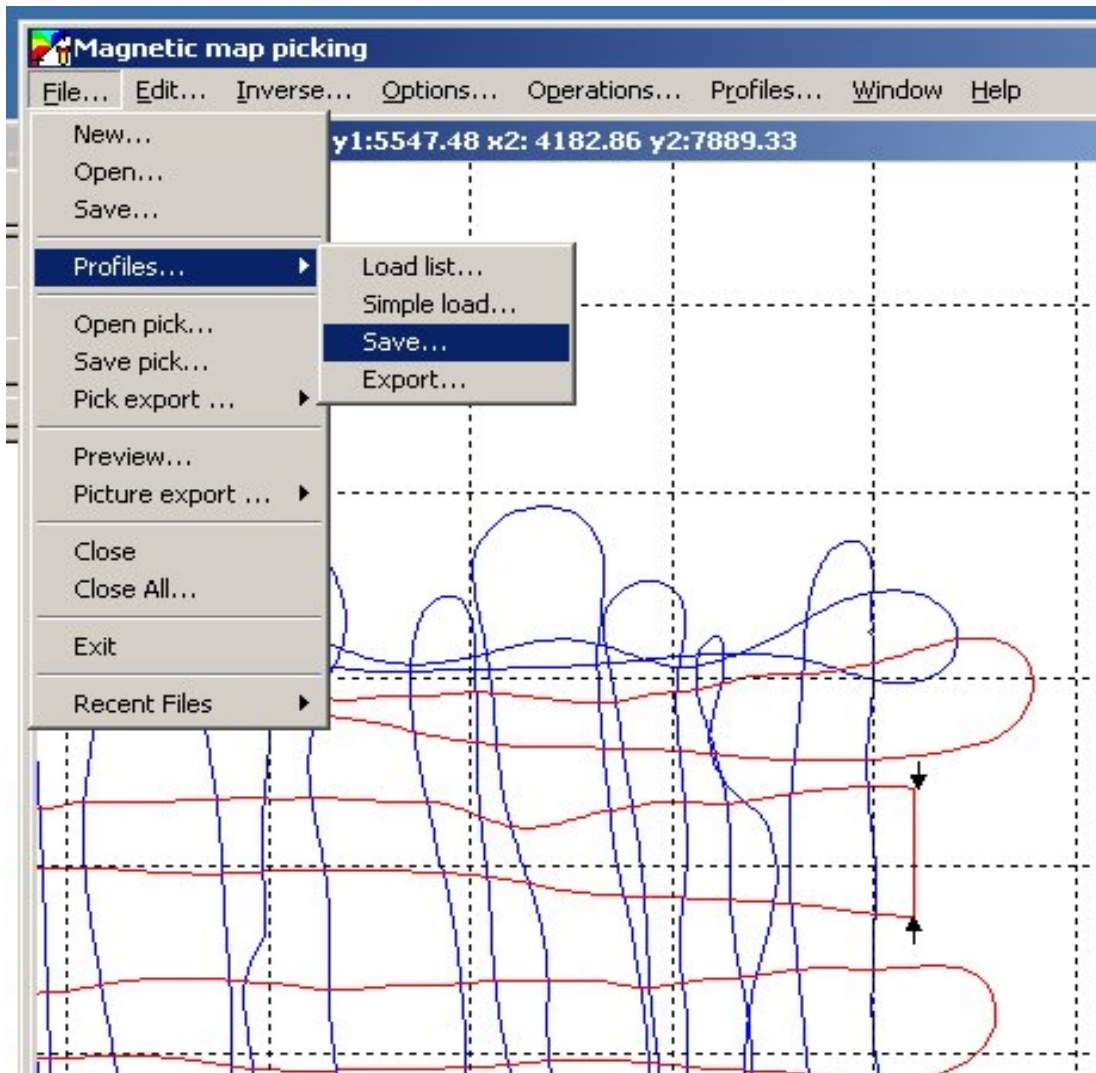 Magnetic map picking
File... Edit... Inverse... Options... Operations... Profiles... Window Help
y1:5547.48 x2: 4182.86 y2:7889.33
New...
Open...
Save...
Profiles...
Load list...
Simple load...
Save...
Export...
Open pick...
Save pick...
Pick export ...
Preview...
Picture export ...
Close
Close All...
Exit
Recent Files